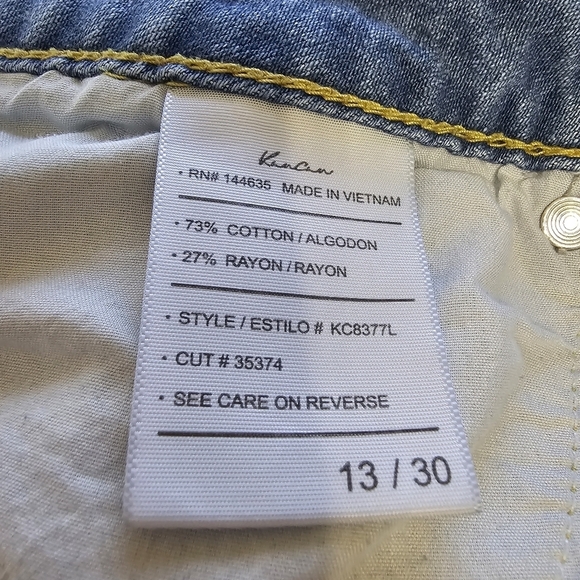 KanCan
• RN# 144635 MADE IN VIETNAM
• 73% COTTON / ALGODON
• 27% RAYON / RAYON
• STYLE / ESTILO # KC8377L
• CUT # 35374
• SEE CARE ON REVERSE
13 / 30